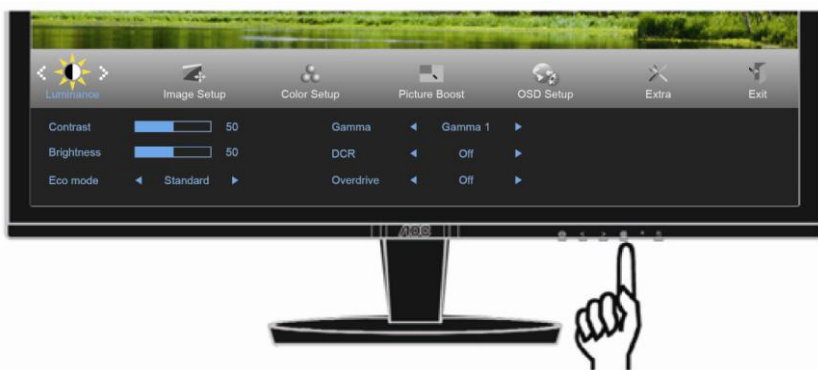 Luminance Image Setup Color Setup Picture Boost OSD Setup Extra Exit
Contrast 50 Gamma Gamma 1
Brightness 50 DCR Off
Eco mode Standard Overdrive Off
AOC